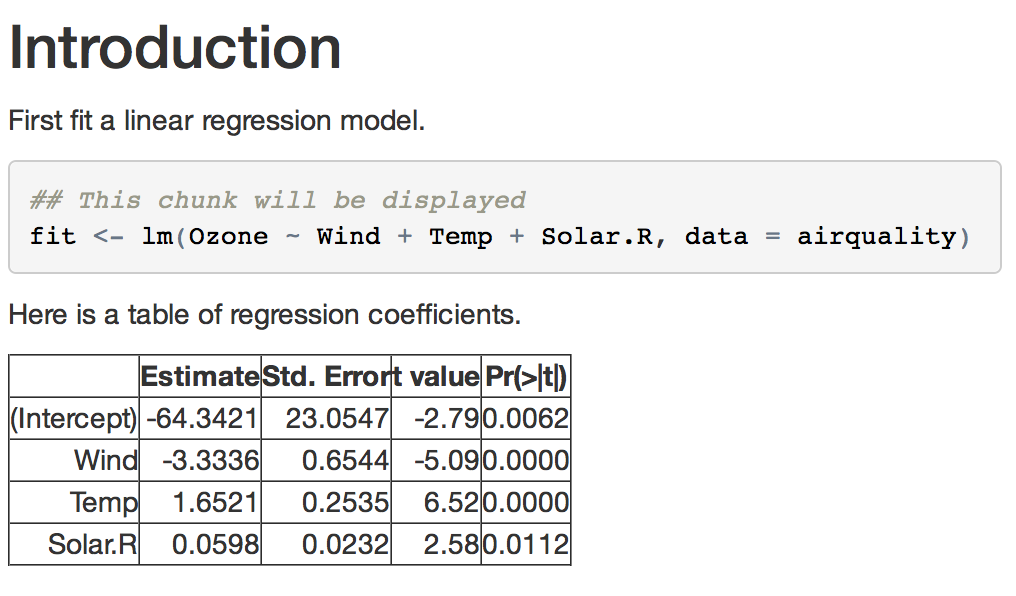 Introduction
First fit a linear regression model.
## This chunk will be displayed
fit <- lm(Ozone ~ Wind + Temp + Solar.R, data = airquality)
Here is a table of regression coefficients.
Estimate Std. Error t value Pr(>|t|)
(Intercept) -64.3421 23.0547 -2.79 0.0062
Wind -3.3336 0.6544 -5.09 0.0000
Temp 1.6521 0.2535 6.52 0.0000
Solar.R 0.0598 0.0232 2.58 0.0112